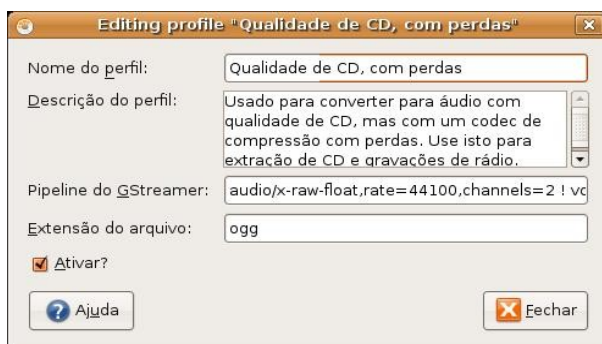 Editing profile "Qualidade de CD, com perdas"
Nome do perfil:
Qualidade de CD, com perdas
Descrição do perfil:
Usado para converter para áudio com
qualidade de CD, mas com um codec de
compressão com perdas. Use isto para
extração de CD e gravações de rádio.
Pipeline do GStreamer:
audio/x-raw-float,rate=44100,channels=2 ! vo
Extensão do arquivo:
ogg
Ativar?
Ajuda
Fechar